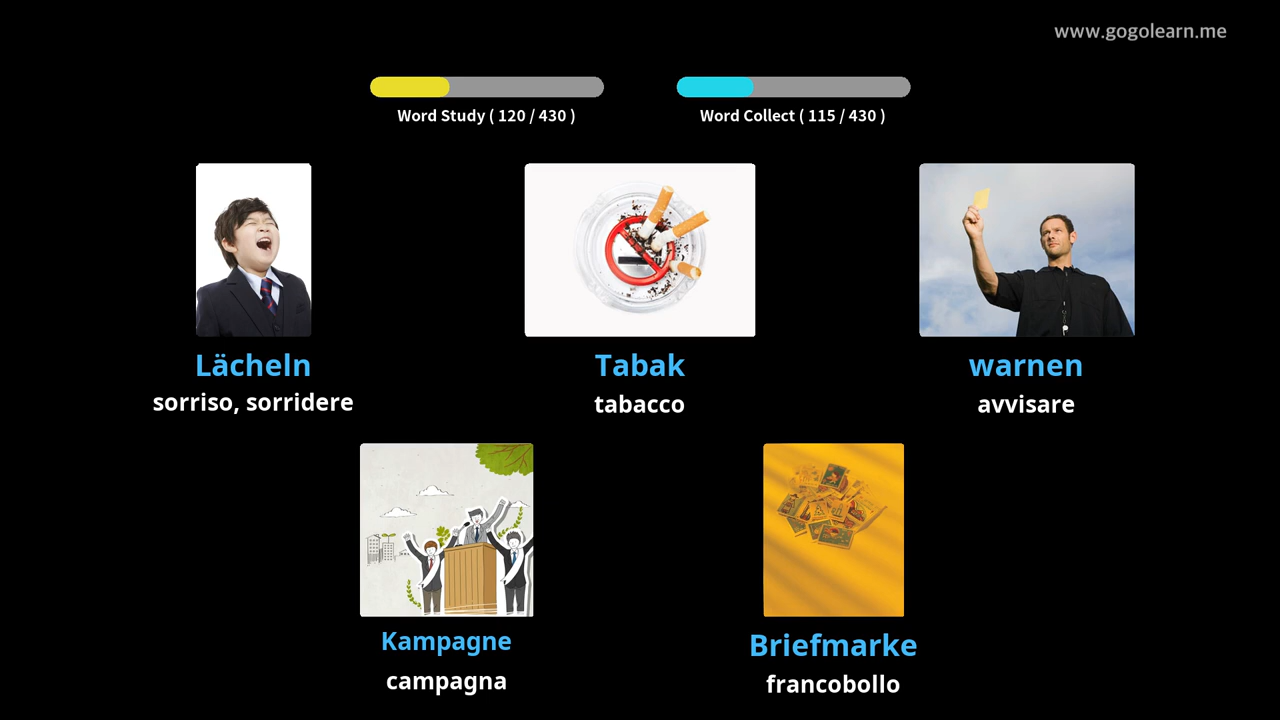 www.gogolearn.me
Word Study ( 120 / 430 )
Word Collect ( 115 / 430 )
Lächeln
sorriso, sorridere
Tabak
tabacco
warnen
avvisare
Kampagne
campagna
Briefmarke
francobollo